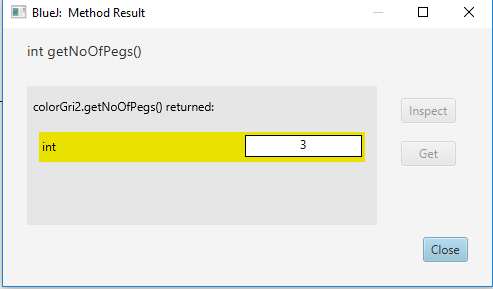 BlueJ: Method Result
int getNoOfPegs()
colorGri2.getNoOfPegs() returned:
int 3
Inspect
Get
Close